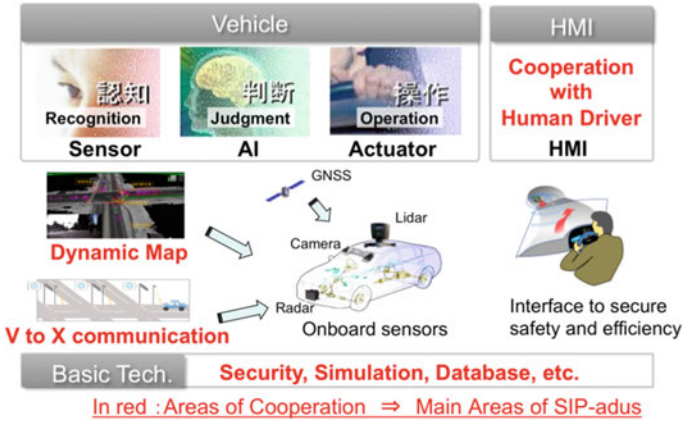 Vehicle
HMI
認知
Recognition
Sensor
判断
Judgment
AI
操作
Operation
Actuator
Cooperation
with
Human Driver
HMI
GNSS
Lidar
Camera
Dynamic Map
Radar
V to X communication
Onboard sensors
Interface to secure
safety and efficiency
Basic Tech.
Security, Simulation, Database, etc.
In red : Areas of Cooperation ⇒ Main Areas of SIP-adus